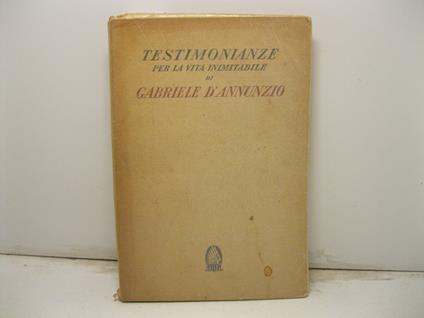 TESTIMONIANZE
PER LA VITA INIMITABILE
DI
GABRIELE D'ANNUNZIO